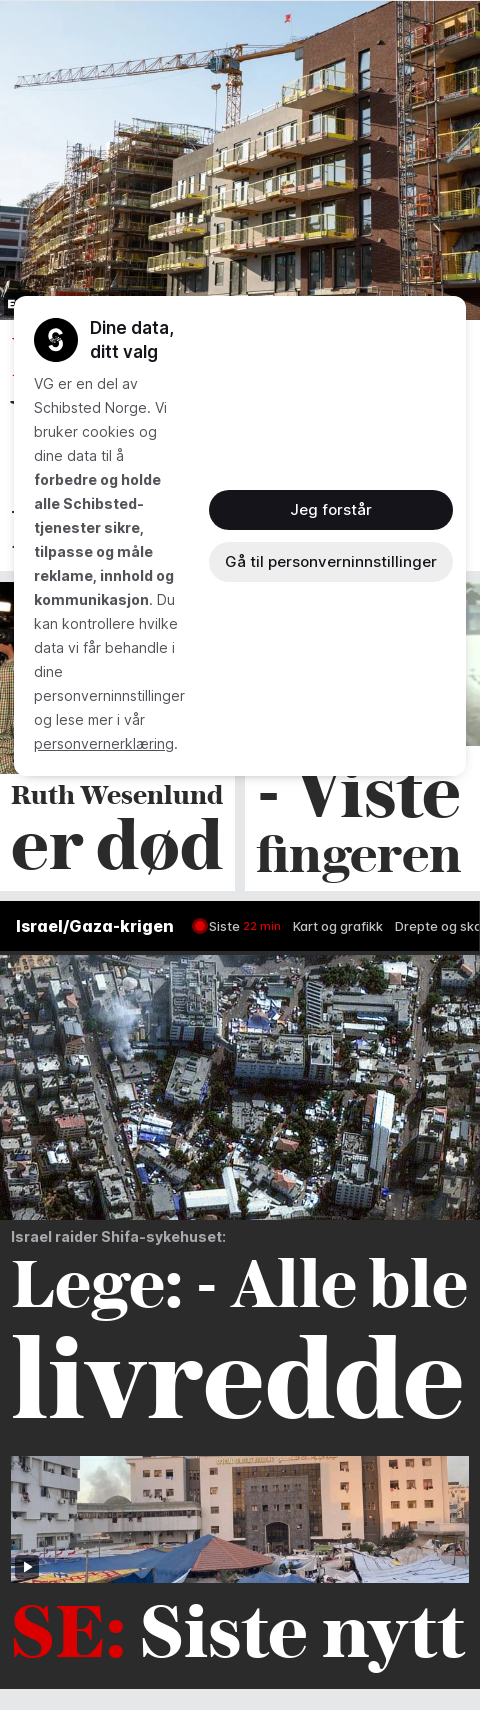 Dine data,
ditt valg
VG er en del av
Schibsted Norge. Vi
bruker cookies og
dine data til å
forbedre og holde
alle Schibsted-
tjenester sikre,
tilpasse og måle
reklame, innhold og
kommunikasjon. Du
kan kontrollere hvilke
data vi får behandle i
dine
personverninnstillinger
og lese mer i vår
personvernerklæring.
Jeg forstår
Gå til personverninnstillinger
Ruth Wesenlund
er død
- Viste
fingeren
Israel/Gaza-krigen Siste 22 min Kart og grafikk Drepte og
Israel raider Shifa-sykehuset:
Lege: - Alle ble
livredde
SE: Siste nytt